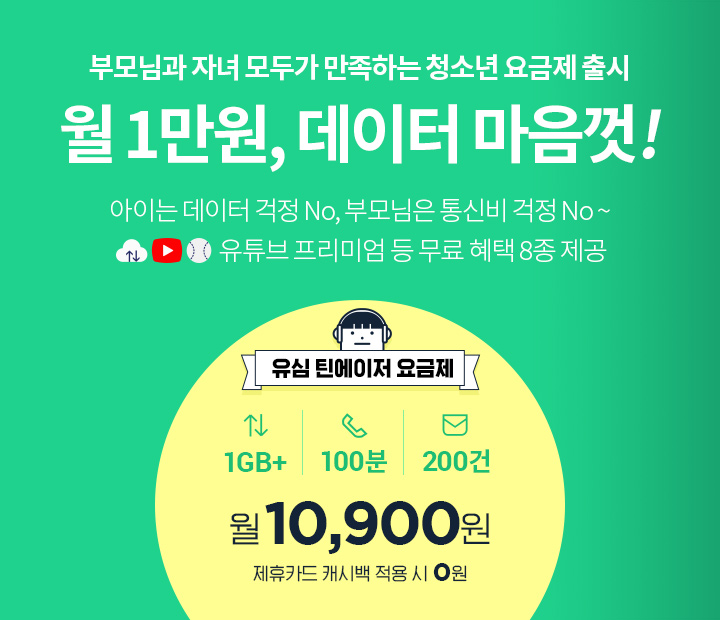 부모님과 자녀 모두가 만족하는 청소년 요금제 출시
월 1만원, 데이터 마음껏!
아이는 데이터 걱정 No, 부모님은 통신비 걱정 No ~
유튜브 프리미엄 등 무료 혜택 8종 제공
유심 틴에이저 요금제
1GB+ 100분 200건
월 10,900원
제휴카드 캐시백 적용 시 0원